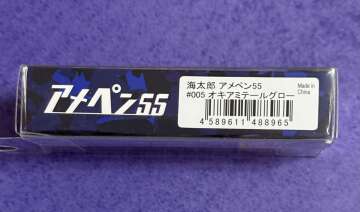 アメペン55
海太郎 アメペン55
#005 オキアミテールグロー
Made in
China
4 589611 488965